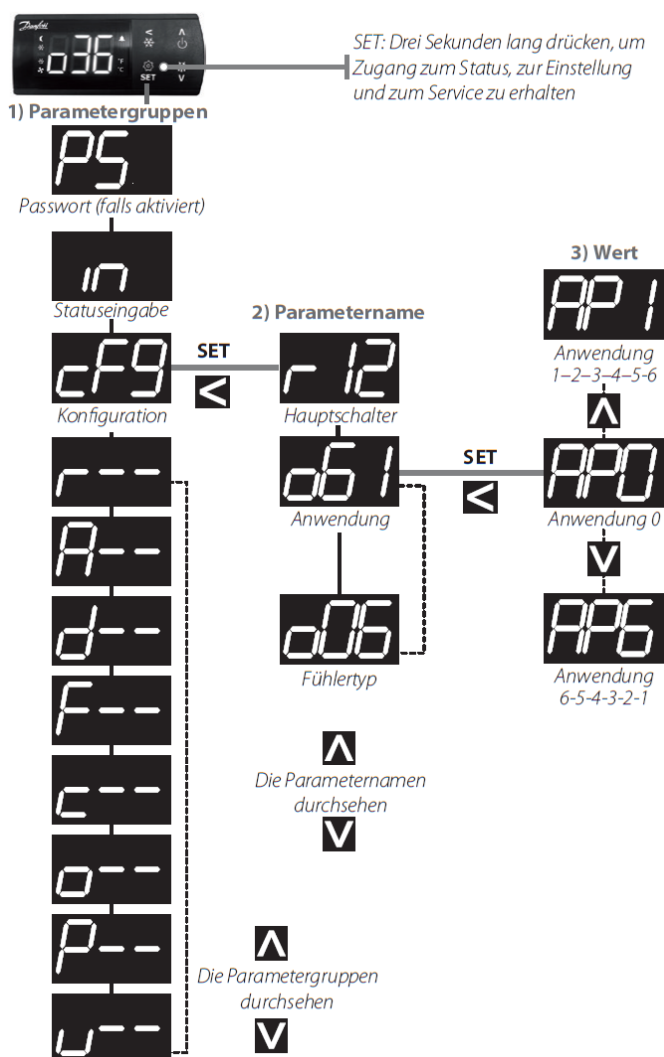 Danfoss
o36
°F
°C
SET
SET: Drei Sekunden lang drücken, um
Zugang zum Status, zur Einstellung
und zum Service zu erhalten
1) Parametergruppen
PS
Passwort (falls aktiviert)
in
Statuseingabe
cFg
Konfiguration
r--
A--
d--
F--
c--
o--
P--
u--
2) Parametername
SET
<
r12
Hauptschalter
o61
Anwendung
o06
Fühlertyp
Die Parameternamen
durchsehen
Die Parametergruppen
durchsehen
3) Wert
AP1
Anwendung
1–2–3–4–5-6
SET
<
AP0
Anwendung 0
AP6
Anwendung
6-5-4-3-2-1